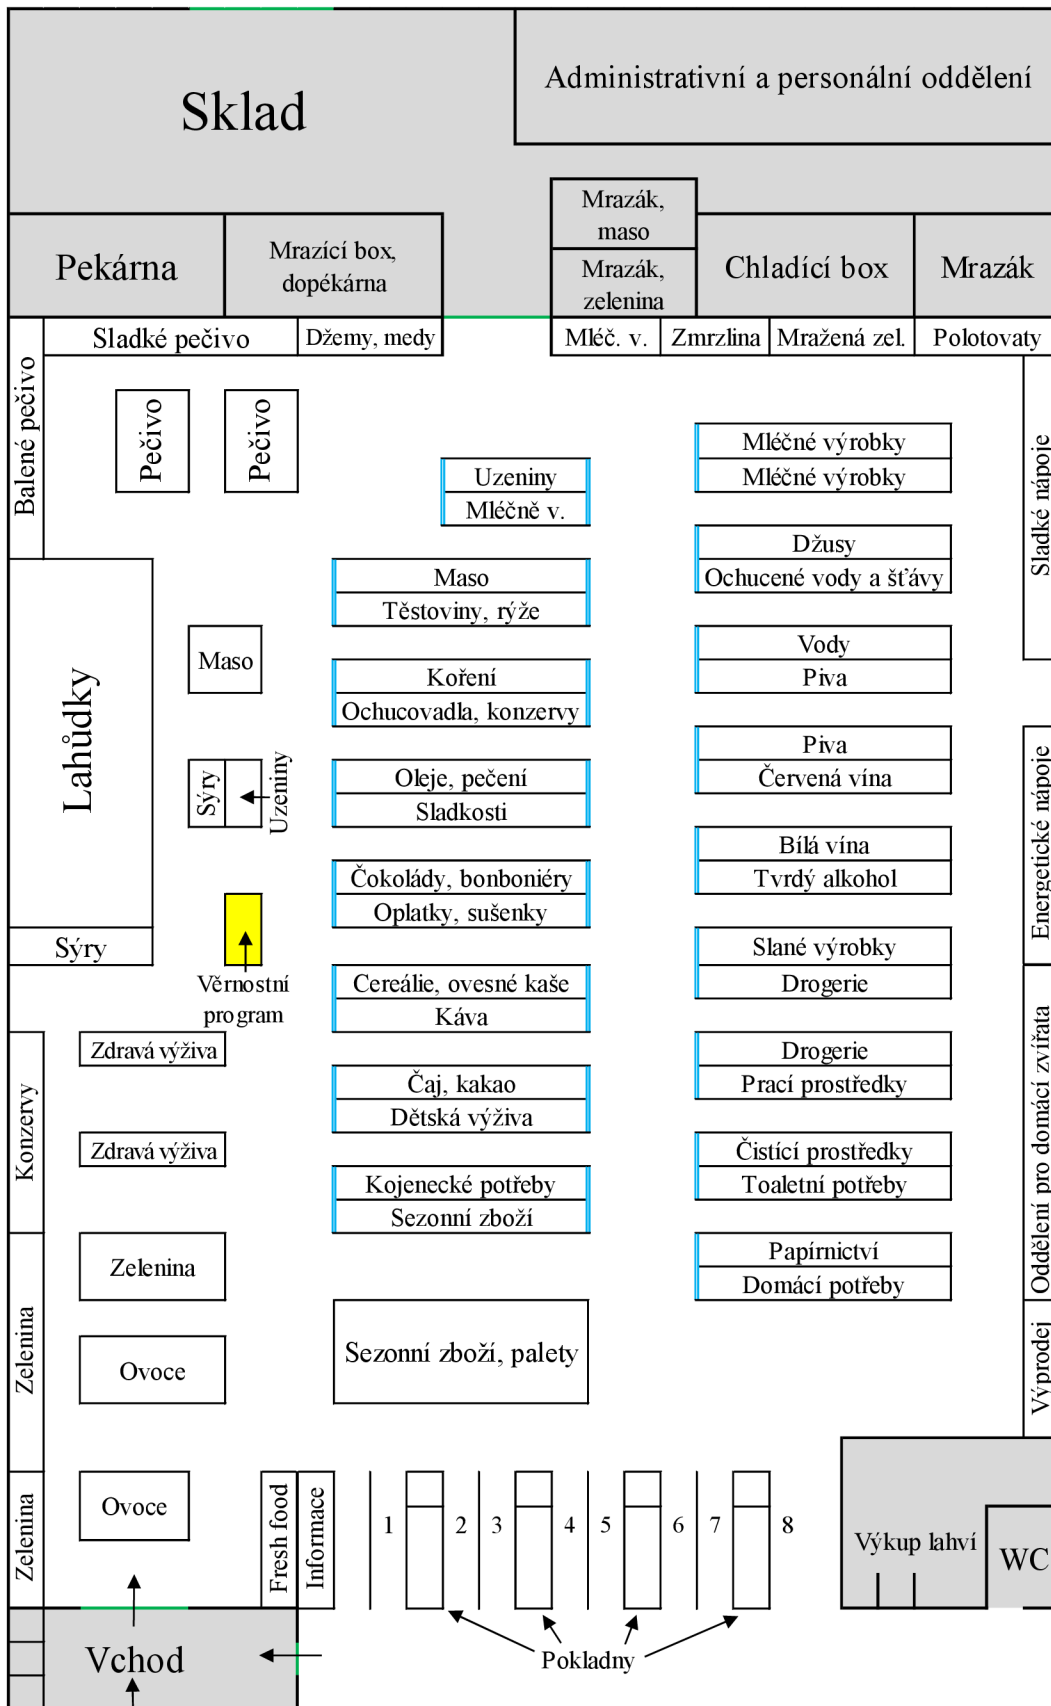 Administrativní a personální oddělení
Sklad
Mrazák,
maso
Pekárna
Mrazící box,
dopékárna
Mrazák,
zelenina
Chladící box
Mrazák
Sladké pečivo
Džemy, medy
Mléč. v.
Zmrzlina
Mražená zel.
Polotovaty
Balené pečivo
Pečivo
Pečivo
Uzeniny
Mléčně v.
Mléčné výrobky
Mléčné výrobky
Sladké nápoje
Džusy
Ochucené vody a šťávy
Lahůdky
Maso
Maso
Těstoviny, rýže
Vody
Piva
Koření
Ochucovadla, konzervy
Sýry
Uzeniny
Oleje, pečení
Sladkosti
Piva
Červená vína
Energetické nápoje
Čokolády, bonboniéry
Oplatky, sušenky
Bílá vína
Tvrdý alkohol
Sýry
Věrnostní
program
Cereálie, ovesné kaše
Káva
Slané výrobky
Drogerie
Konzervy
Zdravá výživa
Zdravá výživa
Čaj, kakao
Dětská výživa
Drogerie
Prací prostředky
Oddělení pro domácí zvířata
Kojenecké potřeby
Sezonní zboží
Čistící prostředky
Toaletní potřeby
Zelenina
Zelenina
Ovoce
Sezonní zboží, palety
Papírnictví
Domácí potřeby
Výprodej
Zelenina
Ovoce
Fresh food
Informace
1
2
3
4
5
6
7
8
Výkup lahví
WC
Vchod
Pokladny